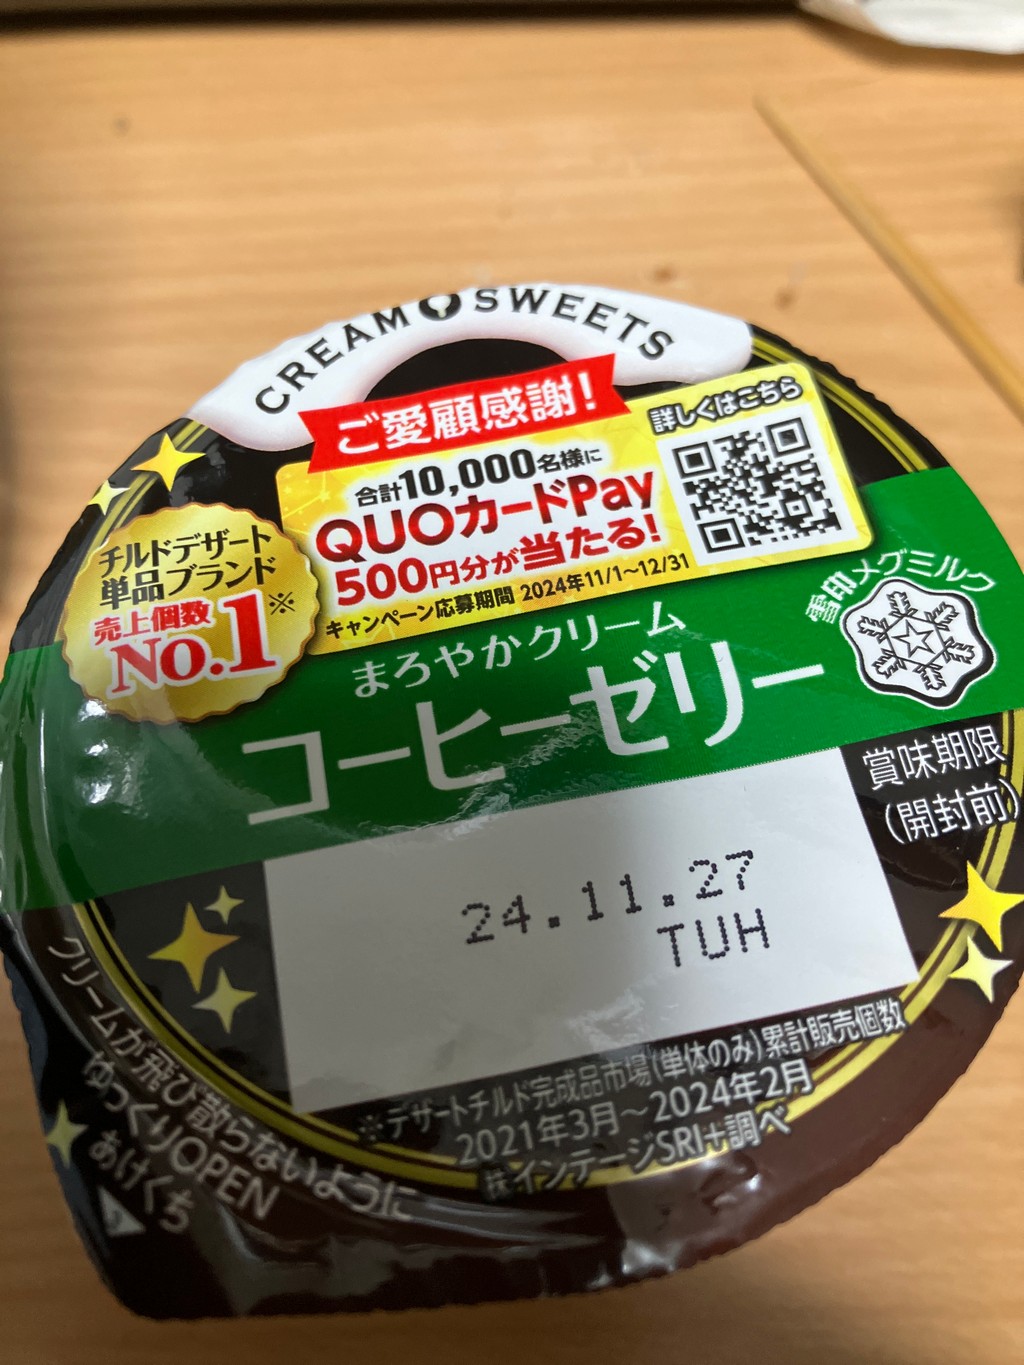 CREAM SWEETS
ご愛顧感謝!
合計10,000名様に
QUOカードPay
500円分が当たる!
キャンペーン応募期間 2024年11/1~12/31
詳しくはこちら
チルドデザート
単品ブランド
売上個数
No.1※
雪印メグミルク
まろやかクリーム
コーヒーゼリー
賞味期限
(開封前)
24.11.27
TUH
※デザートチルド完成品市場(単体のみ)累計販売個数
2021年3月~2024年2月
㈱インテージSRI+調べ
クリームが飛び散らないように
ゆっくりOPEN
あけくち